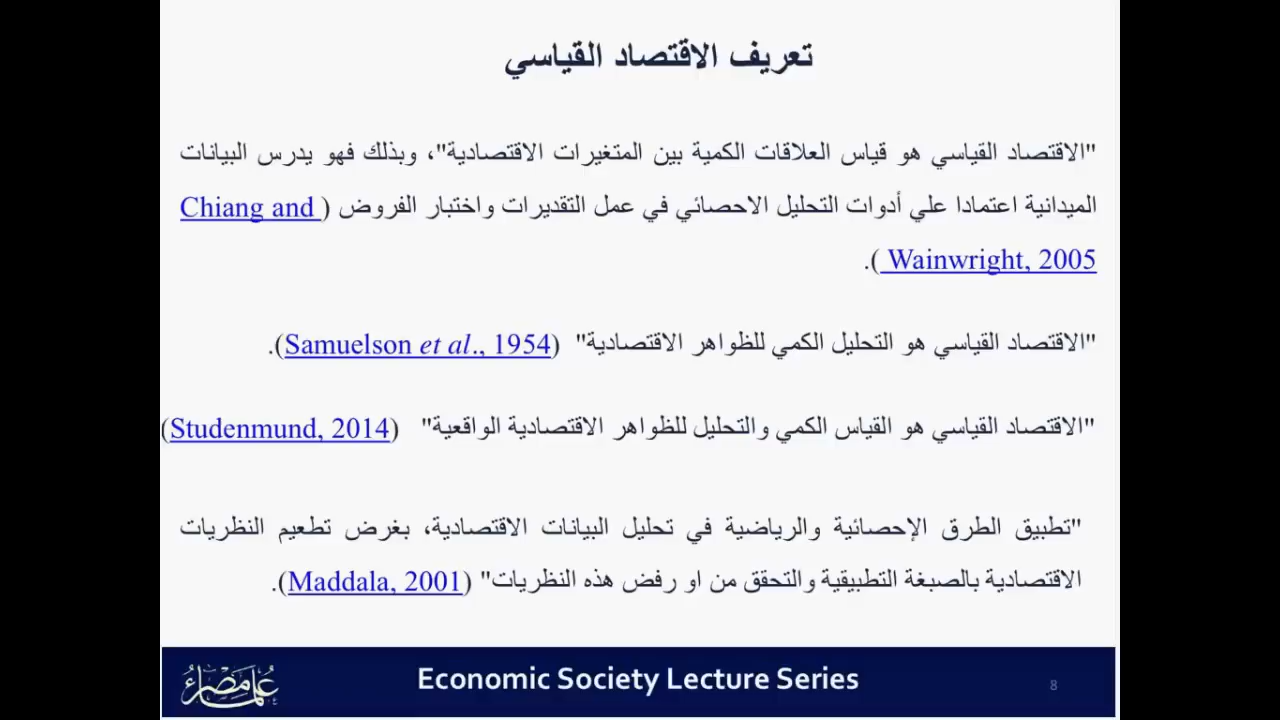 تعريف الاقتصاد القياسي
"الاقتصاد القياسي هو قياس العلاقات الكمية بين المتغيرات الاقتصادية"، وبذلك فهو يدرس البيانات
الميدانية اعتمادا علي أدوات التحليل الاحصائي في عمل التقديرات واختبار الفروض (Chiang and
Wainwright, 2005).
"الاقتصاد القياسي هو التحليل الكمي للظواهر الاقتصادية" (Samuelson et al., 1954).
"الاقتصاد القياسي هو القياس الكمي والتحليل للظواهر الاقتصادية الواقعية" (Studenmund, 2014)
"تطبيق الطرق الإحصائية والرياضية في تحليل البيانات الاقتصادية، بغرض تطعيم النظريات
الاقتصادية بالصبغة التطبيقية والتحقق من او رفض هذه النظريات" (Maddala, 2001).
علماء مصر
Economic Society Lecture Series
8